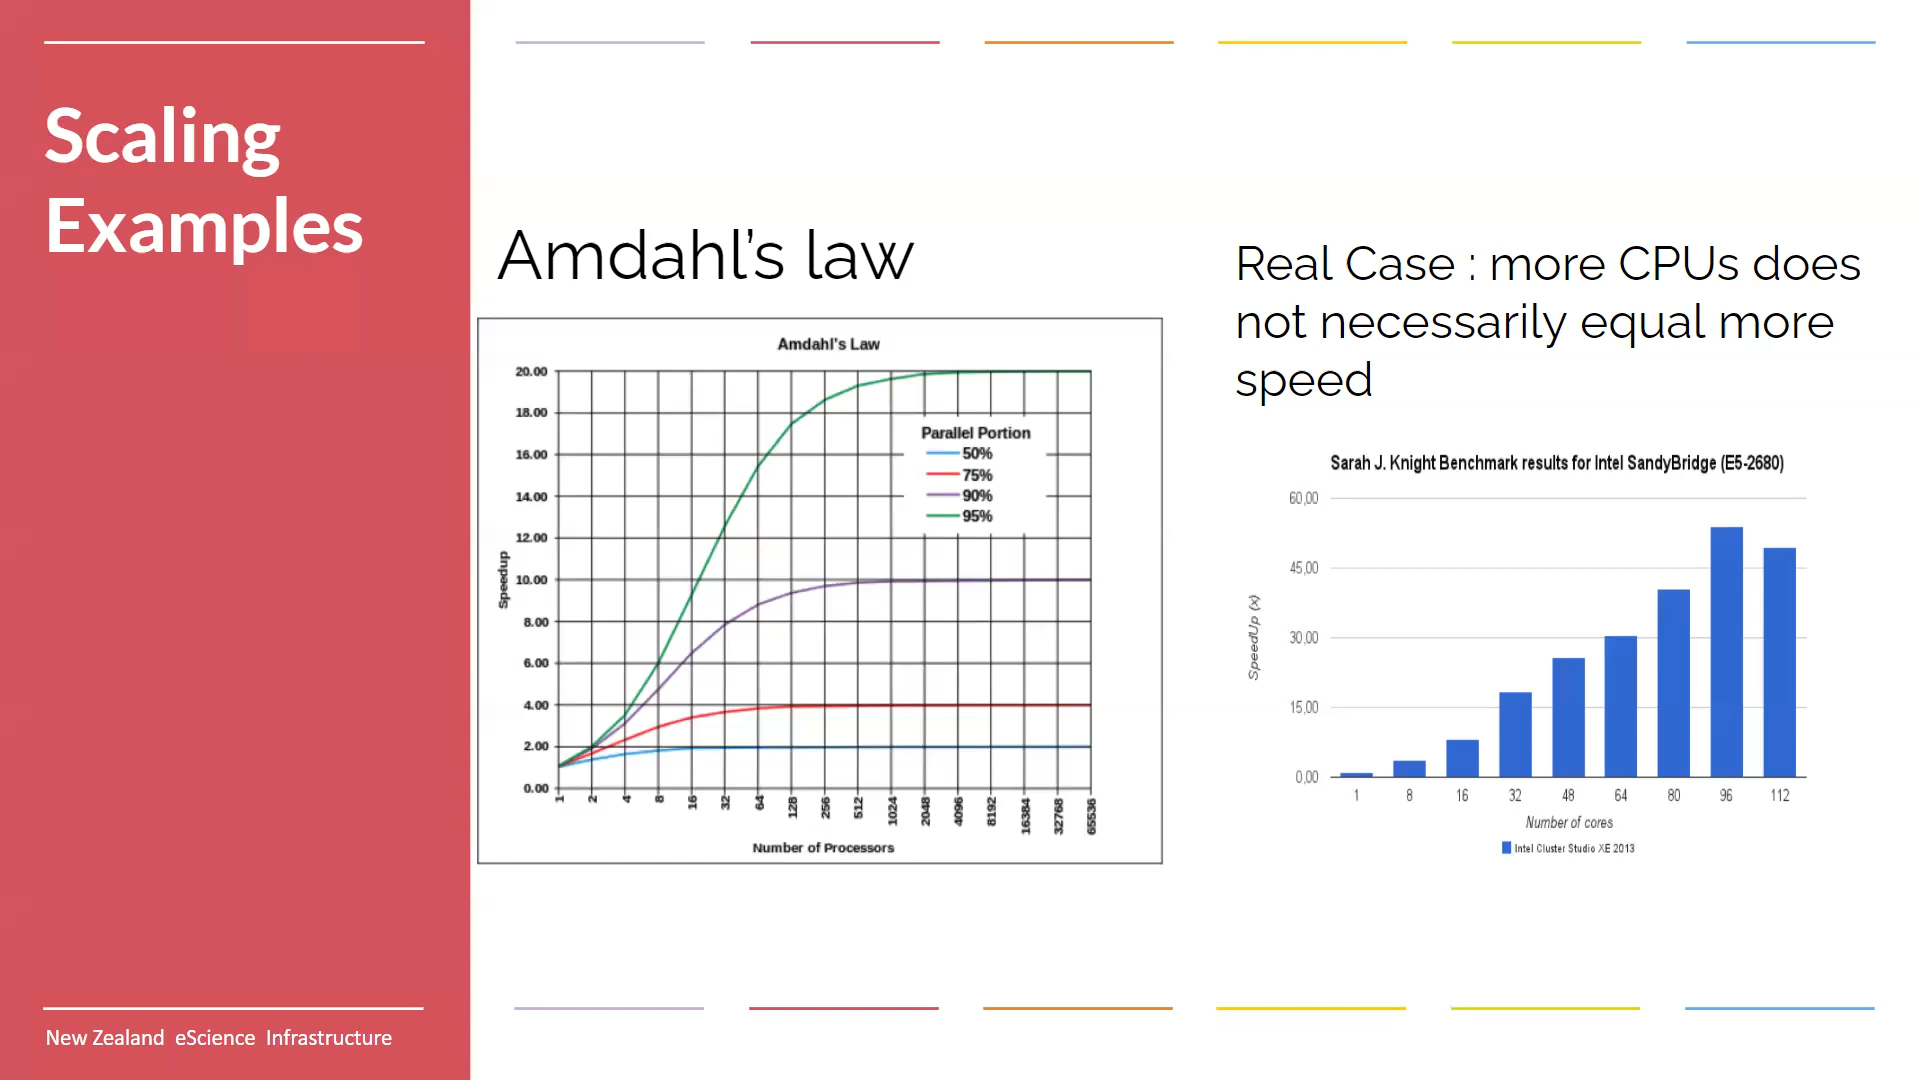 Scaling
Examples
Amdahl's law
Amdahl's Law
20.00
18.00
16.00
14.00
12.00
10.00
8.00
6.00
4.00
2.00
0.00
Speedup
Parallel Portion
50%
75%
90%
95%
1 2 4 8 16 32 64 128 256 512 1024 2048 4096 8192 16384 32768 65536
Number of Processors
Real Case : more CPUs does
not necessarily equal more
speed
Sarah J. Knight Benchmark results for Intel SandyBridge (E5-2680)
60,00
45,00
30,00
15,00
0,00
SpeedUp (x)
1 8 16 32 48 64 80 96 112
Number of cores
Intel Cluster Studio XE 2013
New Zealand eScience Infrastructure